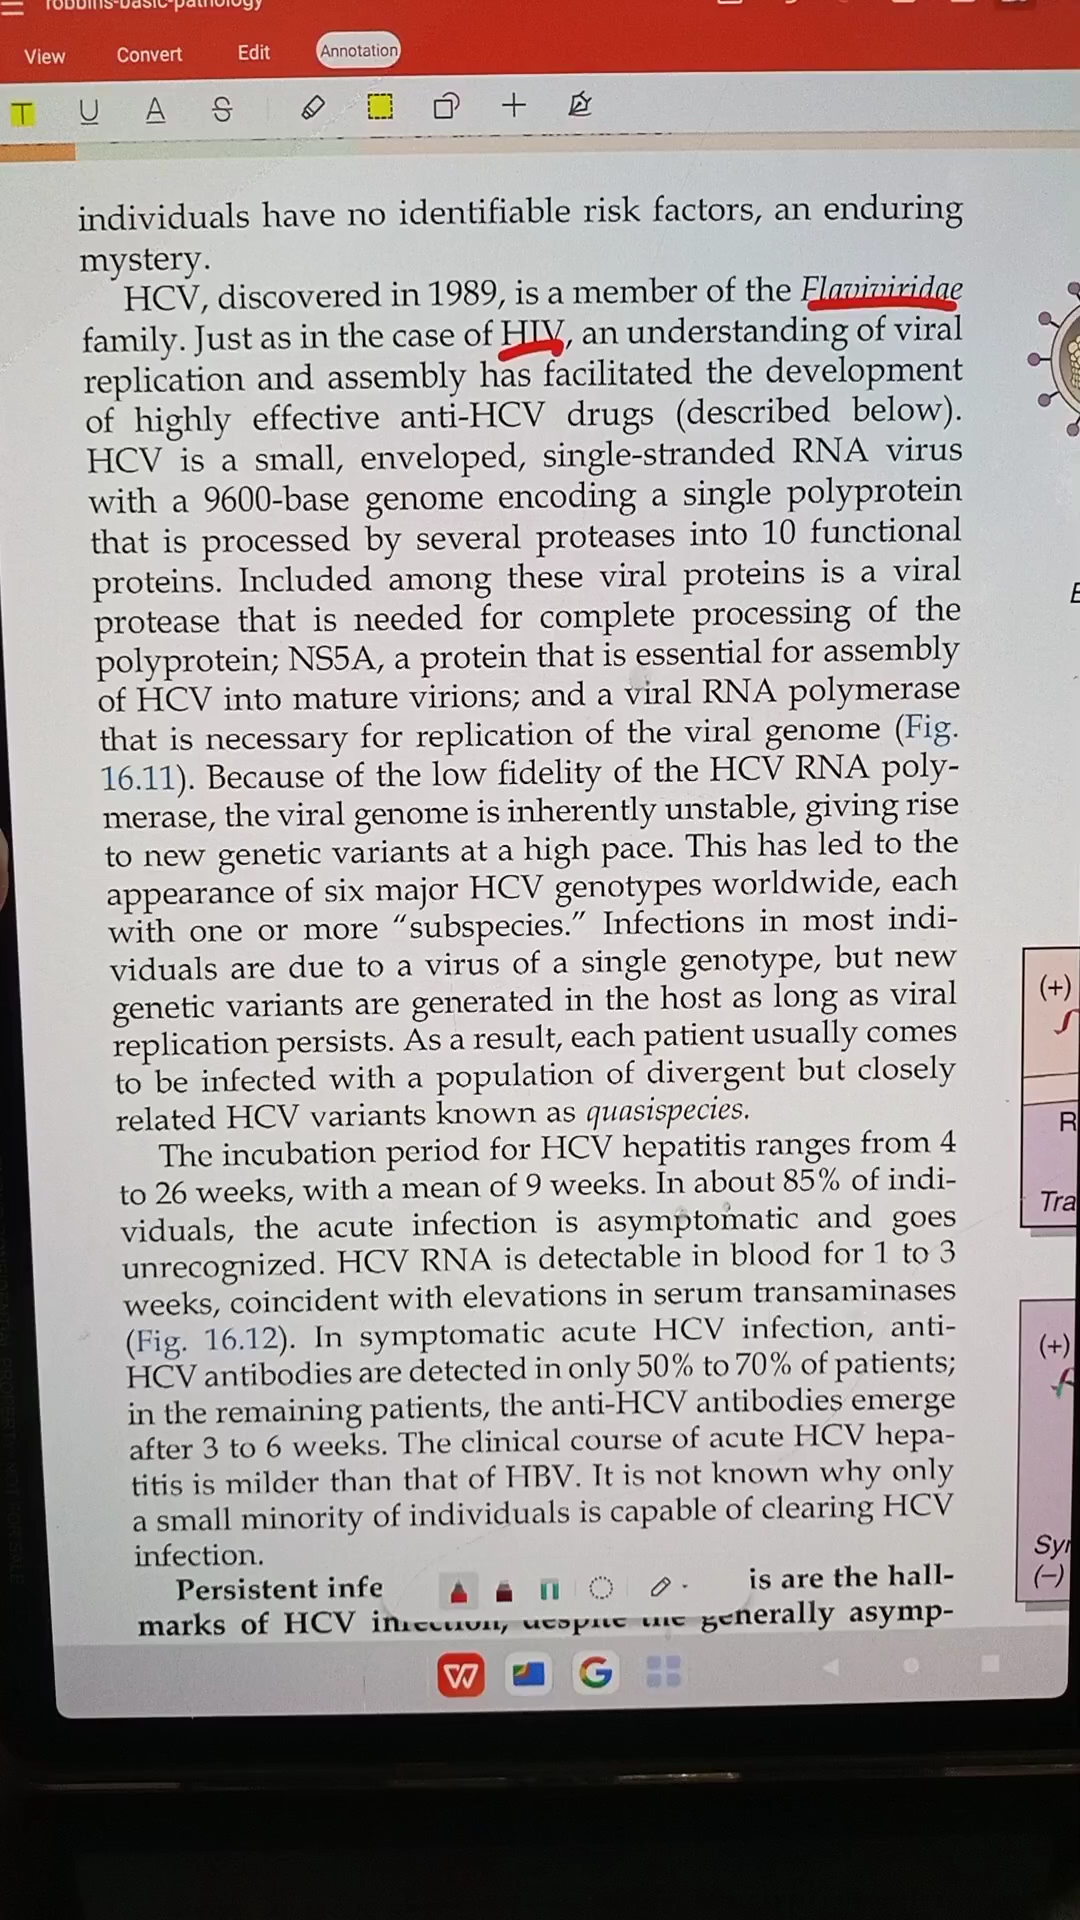 robbins-basic-pathology
View Convert Edit Annotation
T U A S
individuals have no identifiable risk factors, an enduring
mystery.
HCV, discovered in 1989, is a member of the Flaviviridae
family. Just as in the case of HIV, an understanding of viral
replication and assembly has facilitated the development
of highly effective anti-HCV drugs (described below).
HCV is a small, enveloped, single-stranded RNA virus
with a 9600-base genome encoding a single polyprotein
that is processed by several proteases into 10 functional
proteins. Included among these viral proteins is a viral
protease that is needed for complete processing of the
polyprotein; NS5A, a protein that is essential for assembly
of HCV into mature virions; and a viral RNA polymerase
that is necessary for replication of the viral genome (Fig.
16.11). Because of the low fidelity of the HCV RNA poly-
merase, the viral genome is inherently unstable, giving rise
to new genetic variants at a high pace. This has led to the
appearance of six major HCV genotypes worldwide, each
with one or more “subspecies.” Infections in most indi-
viduals are due to a virus of a single genotype, but new
genetic variants are generated in the host as long as viral
replication persists. As a result, each patient usually comes
to be infected with a population of divergent but closely
related HCV variants known as quasispecies.
The incubation period for HCV hepatitis ranges from 4
to 26 weeks, with a mean of 9 weeks. In about 85% of indi-
viduals, the acute infection is asymptomatic and goes
unrecognized. HCV RNA is detectable in blood for 1 to 3
weeks, coincident with elevations in serum transaminases
(Fig. 16.12). In symptomatic acute HCV infection, anti-
HCV antibodies are detected in only 50% to 70% of patients;
in the remaining patients, the anti-HCV antibodies emerge
after 3 to 6 weeks. The clinical course of acute HCV hepa-
titis is milder than that of HBV. It is not known why only
a small minority of individuals is capable of clearing HCV
infection.
Persistent infe is are the hall-
marks of HCV infection, despite the generally asymp-
(+)
R
Tra
(+)
Syn
(−)